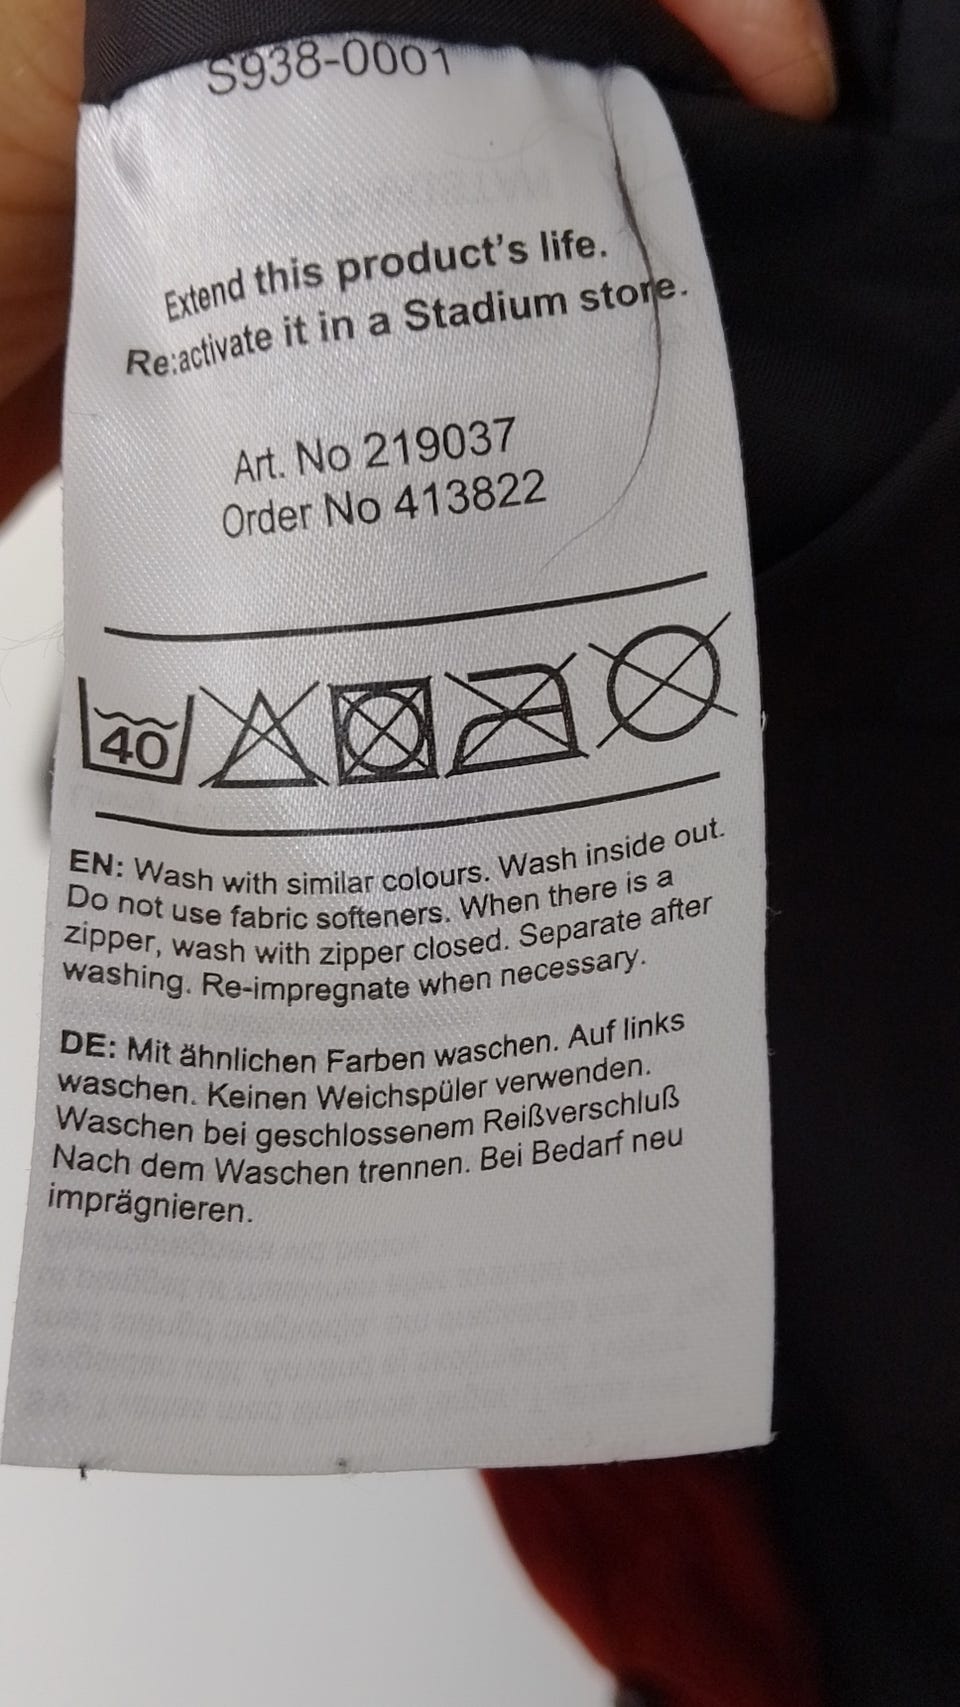 S938-0001
Extend this product's life.
Re:activate it in a Stadium store.
Art. No 219037
Order No 413822
40
EN: Wash with similar colours. Wash inside out.
Do not use fabric softeners. When there is a
zipper, wash with zipper closed. Separate after
washing. Re-impregnate when necessary.
DE: Mit ähnlichen Farben waschen. Auf links
waschen. Keinen Weichspüler verwenden.
Waschen bei geschlossenem Reißverschluß
Nach dem Waschen trennen. Bei Bedarf neu
imprägnieren.